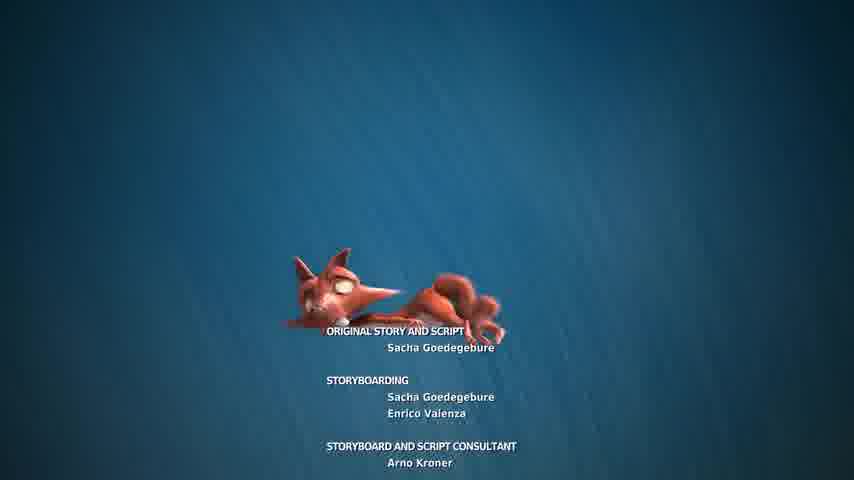 ORIGINAL STORY AND SCRIPT
Sacha Goedegebure
STORYBOARDING
Sacha Goedegebure
Enrico Valenza
STORYBOARD AND SCRIPT CONSULTANT
Arno Kroner